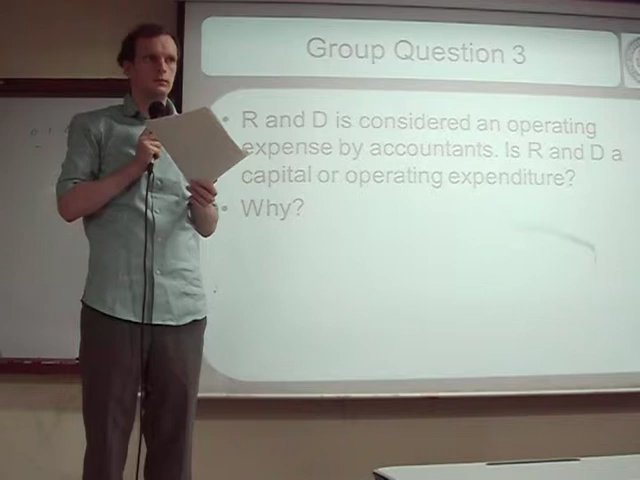 Group Question 3
• R and D is considered an operating
expense by accountants. Is R and D a
capital or operating expenditure?
• Why?